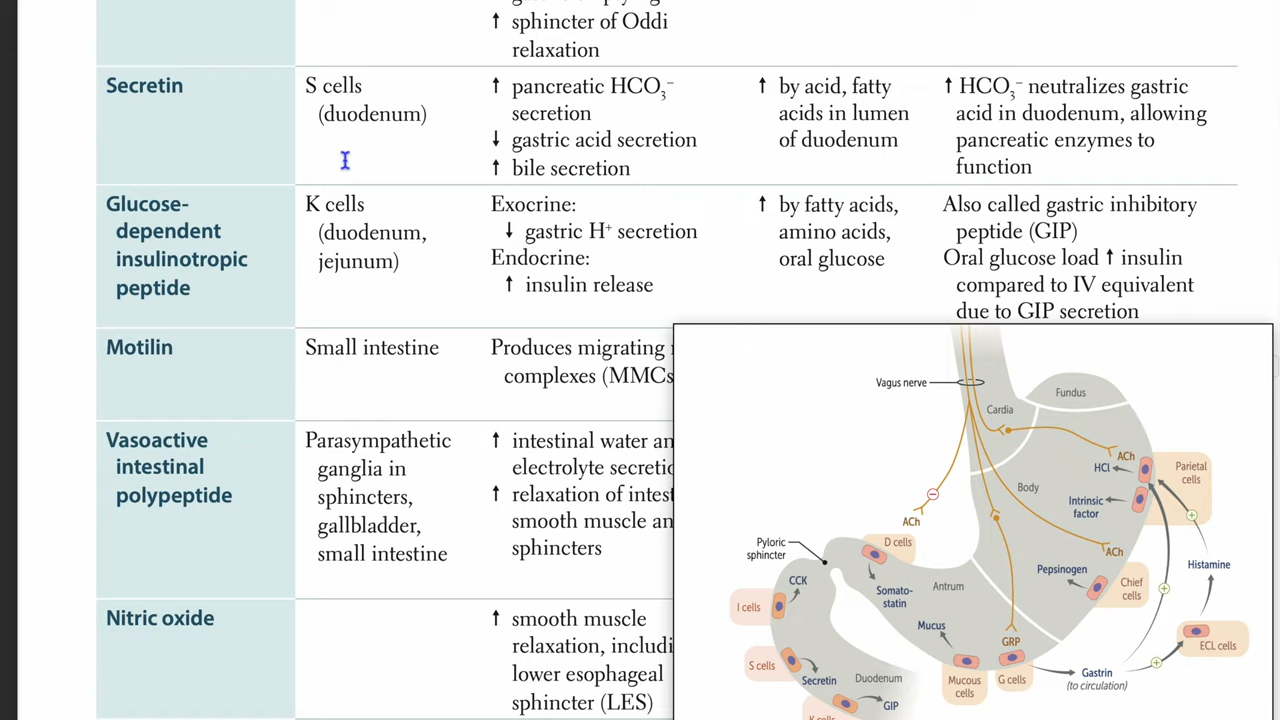 ↑ sphincter of Oddi
relaxation
Secretin
S cells
(duodenum)
↑ pancreatic HCO₃⁻
secretion
↓ gastric acid secretion
↑ bile secretion
↑ by acid, fatty
acids in lumen
of duodenum
↑ HCO₃⁻ neutralizes gastric
acid in duodenum, allowing
pancreatic enzymes to
function
Glucose-
dependent
insulinotropic
peptide
K cells
(duodenum,
jejunum)
Exocrine:
↓ gastric H⁺ secretion
Endocrine:
↑ insulin release
↑ by fatty acids,
amino acids,
oral glucose
Also called gastric inhibitory
peptide (GIP)
Oral glucose load ↑ insulin
compared to IV equivalent
due to GIP secretion
Motilin
Small intestine
Produces migrating
complexes (MMCs
Vasoactive
intestinal
polypeptide
Parasympathetic
ganglia in
sphincters,
gallbladder,
small intestine
↑ intestinal water an
electrolyte secretio
↑ relaxation of intest
smooth muscle an
sphincters
Nitric oxide
↑ smooth muscle
relaxation, includi
lower esophageal
sphincter (LES)
Vagus nerve
Fundus
Cardia
ACh
HCl
Parietal
cells
Body
Intrinsic
factor
ACh
Pyloric
sphincter
D cells
ACh
Pepsinogen
Histamine
CCK
Somato-
statin
Antrum
Chief
cells
I cells
Mucus
GRP
ECL cells
S cells
Secretin
Duodenum
Mucous
cells
G cells
Gastrin
(to circulation)
GIP
K cells